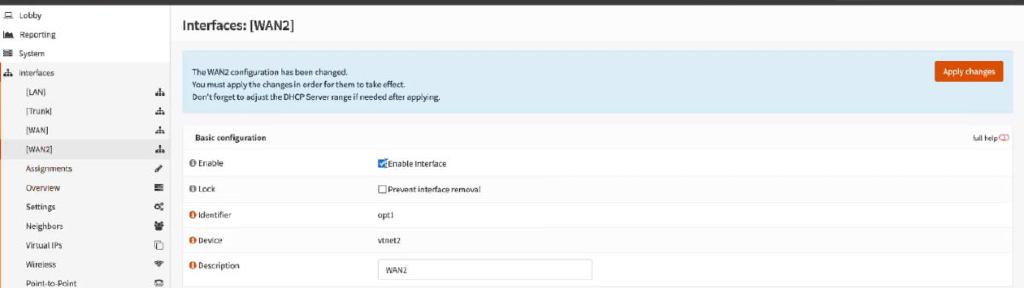 Lobby
Reporting
System
Interfaces
[LAN]
[Trunk]
[WAN]
[WAN2]
Assignments
Overview
Settings
Neighbors
Virtual IPs
Wireless
Point-to-Point
Interfaces: [WAN2]
The WAN2 configuration has been changed.
You must apply the changes in order for them to take effect.
Don't forget to adjust the DHCP Server range if needed after applying.
Apply changes
Basic configuration
full help
Enable
Enable Interface
Lock
Prevent interface removal
Identifier
opt1
Device
vtnet2
Description
WAN2